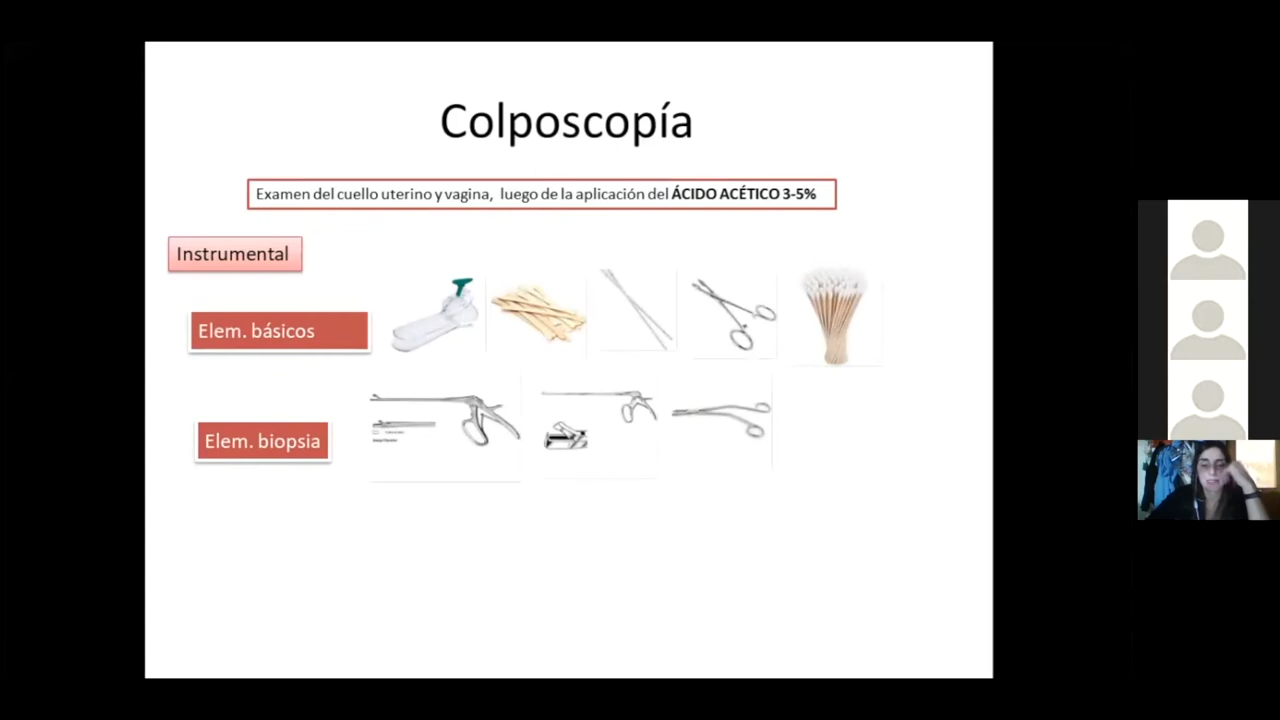 Colposcopía
Examen del cuello uterino y vagina, luego de la aplicación del ÁCIDO ACÉTICO 3-5%
Instrumental
Elem. básicos
Elem. biopsia